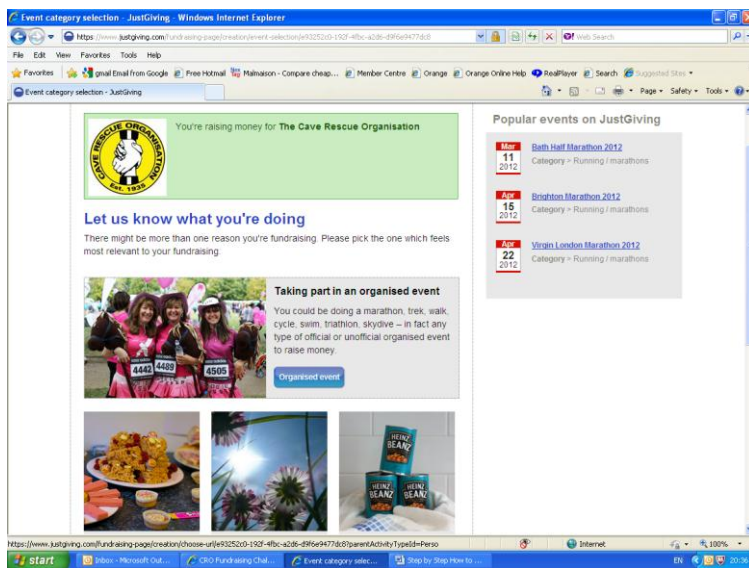 Event category selection - JustGiving - Windows Internet Explorer
https://www.justgiving.com/fundraising-page/creation/event-selection/e93252c0-192f-4fbc-a2d6-d9f6e9477dc8
Web Search
File Edit View Favorites Tools Help
Favorites gmail Email from Google Free Hotmail Malmaison - Compare cheap... Member Centre Orange Orange Online Help RealPlayer Search Suggested Sites
Event category selection - JustGiving
Page Safety Tools
CAVE RESCUE ORGANISATION
Est. 1935
You're raising money for The Cave Rescue Organisation
Let us know what you're doing
There might be more than one reason you're fundraising. Please pick the one which feels
most relevant to your fundraising:
Taking part in an organised event
You could be doing a marathon, trek, walk,
cycle, swim, triathlon, skydive – in fact any
type of official or unofficial organised event
to raise money.
Organised event
4442 4489 4505
HEINZ
BEANZ
HEINZ
BEANZ
HEINZ
BEANZ
Popular events on JustGiving
Mar
11
2012
Bath Half Marathon 2012
Category > Running / marathons
Apr
15
2012
Brighton Marathon 2012
Category > Running / marathons
Apr
22
2012
Virgin London Marathon 2012
Category > Running / marathons
https://www.justgiving.com/fundraising-page/creation/choose-url/e93252c0-192f-4fbc-a2d6-d9f6e9477dc8?parentActivityTypeId=Perso
Internet
100%
start
Inbox - Microsoft Out...
CRO Fundraising Chal...
Event category selec...
Step by Step How to ...
EN
20:36